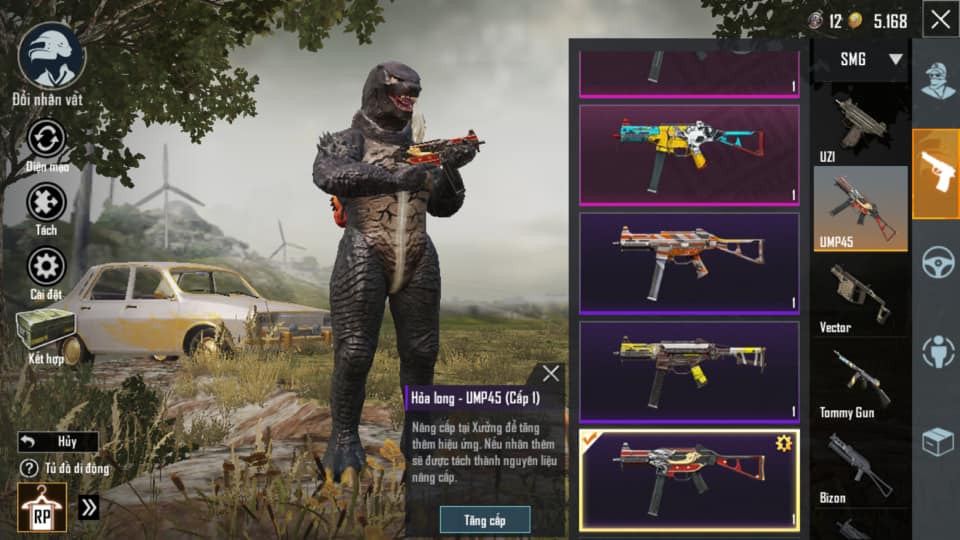 12 5.168
Đổi nhân vật
Diện mạo
Tách
Cài đặt
Kết hợp
Hủy
Tủ đồ di động
RP
Hỏa long - UMP45 (Cấp 1)
Nâng cấp tại Xưởng để tăng
thêm hiệu ứng. Nếu nhận thêm
sẽ được tách thành nguyên liệu
nâng cấp.
Tăng cấp
1
1
1
1
1
SMG
UZI
UMP45
Vector
Tommy Gun
Bizon